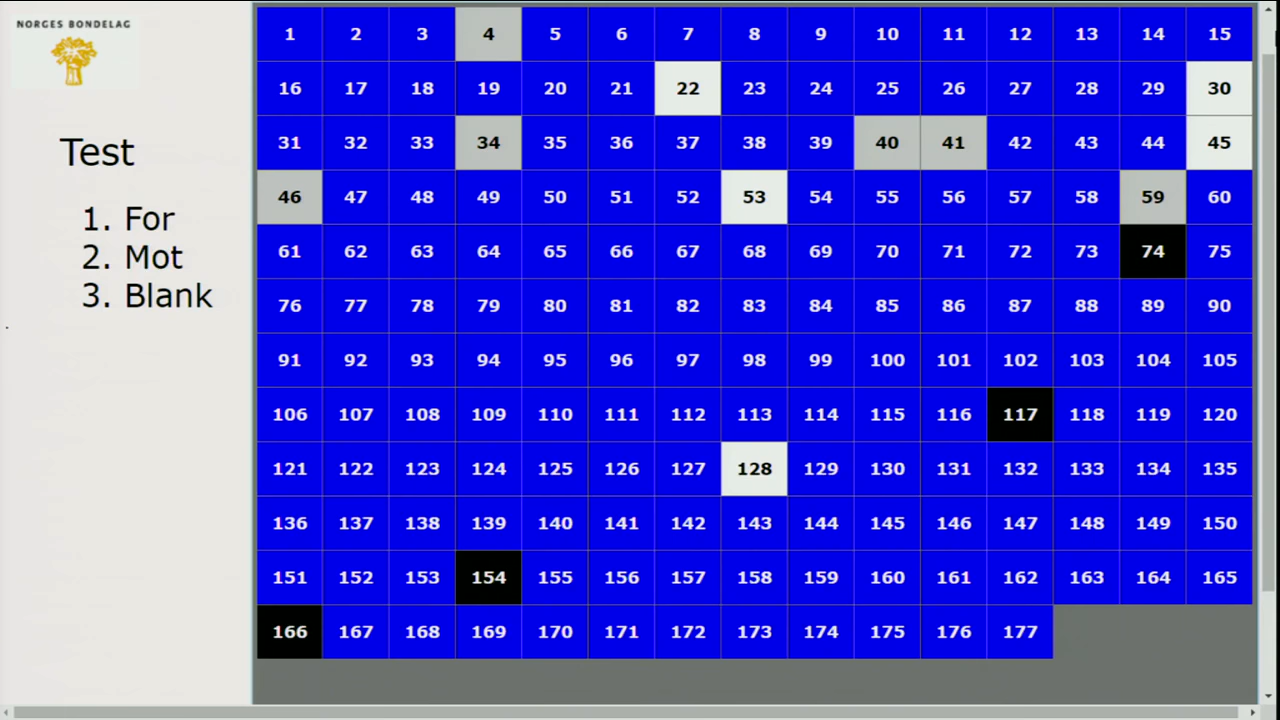 NORGES BONDELAG
Test
1. For
2. Mot
3. Blank
1 2 3 4 5 6 7 8 9 10 11 12 13 14 15
16 17 18 19 20 21 22 23 24 25 26 27 28 29 30
31 32 33 34 35 36 37 38 39 40 41 42 43 44 45
46 47 48 49 50 51 52 53 54 55 56 57 58 59 60
61 62 63 64 65 66 67 68 69 70 71 72 73 74 75
76 77 78 79 80 81 82 83 84 85 86 87 88 89 90
91 92 93 94 95 96 97 98 99 100 101 102 103 104 105
106 107 108 109 110 111 112 113 114 115 116 117 118 119 120
121 122 123 124 125 126 127 128 129 130 131 132 133 134 135
136 137 138 139 140 141 142 143 144 145 146 147 148 149 150
151 152 153 154 155 156 157 158 159 160 161 162 163 164 165
166 167 168 169 170 171 172 173 174 175 176 177